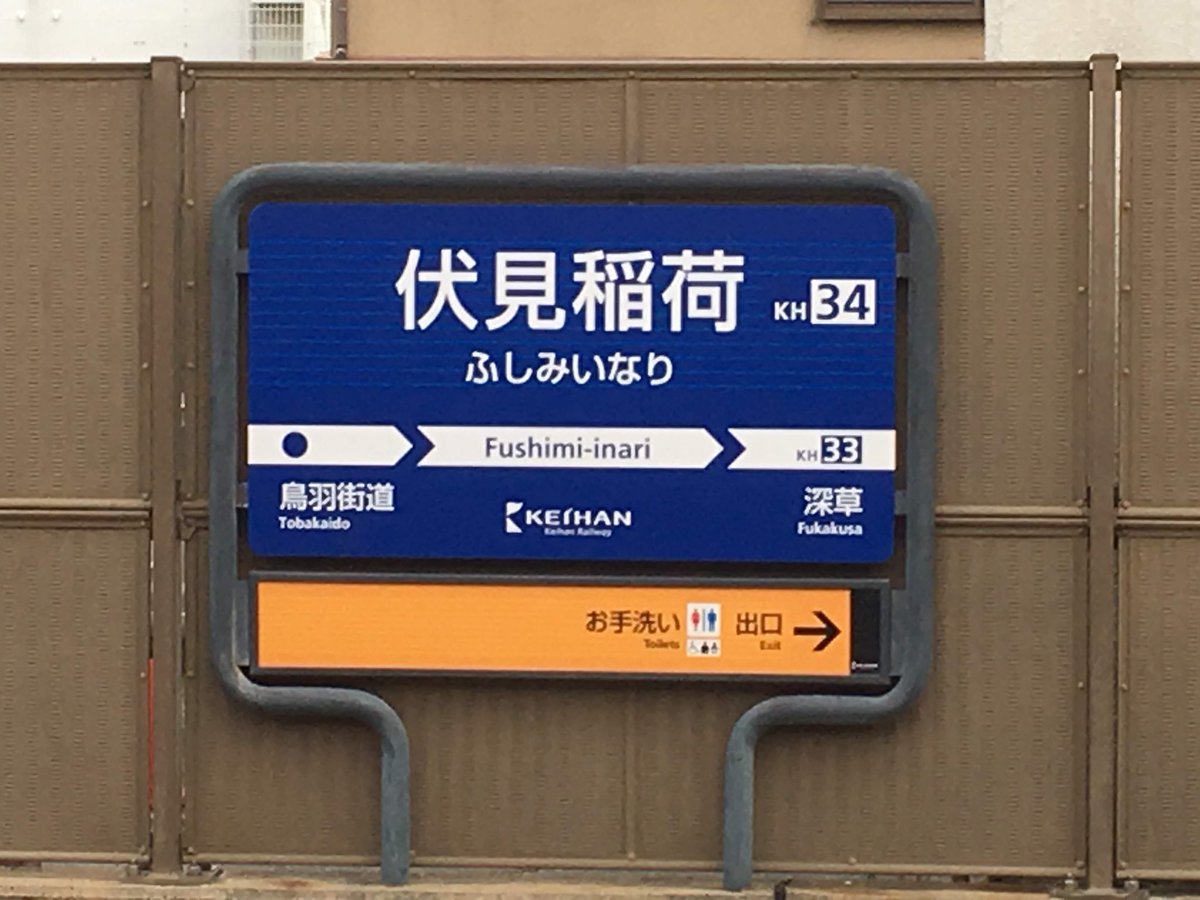 伏見稲荷 KH 34
ふしみいなり
Fushimi-inari KH 33
鳥羽街道 深草
Tobakaido Fukakusa
KEIHAN
Keihan Railway
お手洗い 出口
Toilets Exit